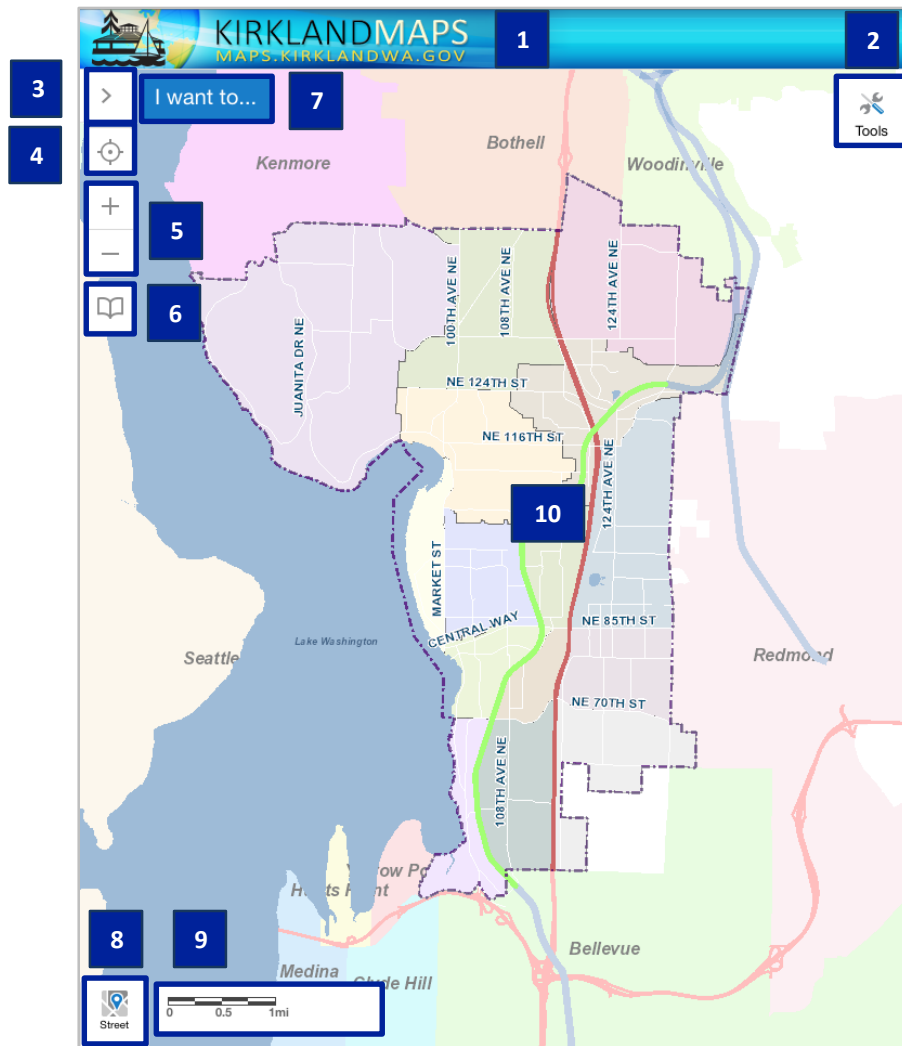 KIRKLANDMAPS
MAPS.KIRKLANDWA.GOV
1
2
3
I want to...
7
Tools
4
Kenmore
Bothell
Woodinville
5
6
100TH AVE NE
108TH AVE NE
124TH AVE NE
JUANITA DR NE
NE 124TH ST
NE 116TH ST
124TH AVE NE
10
MARKET ST
CENTRAL WAY
NE 85TH ST
Lake Washington
Seattle
Redmond
NE 70TH ST
108TH AVE NE
8
9
Bellevue
Medina
Clyde Hill
Street
0 0.5 1mi